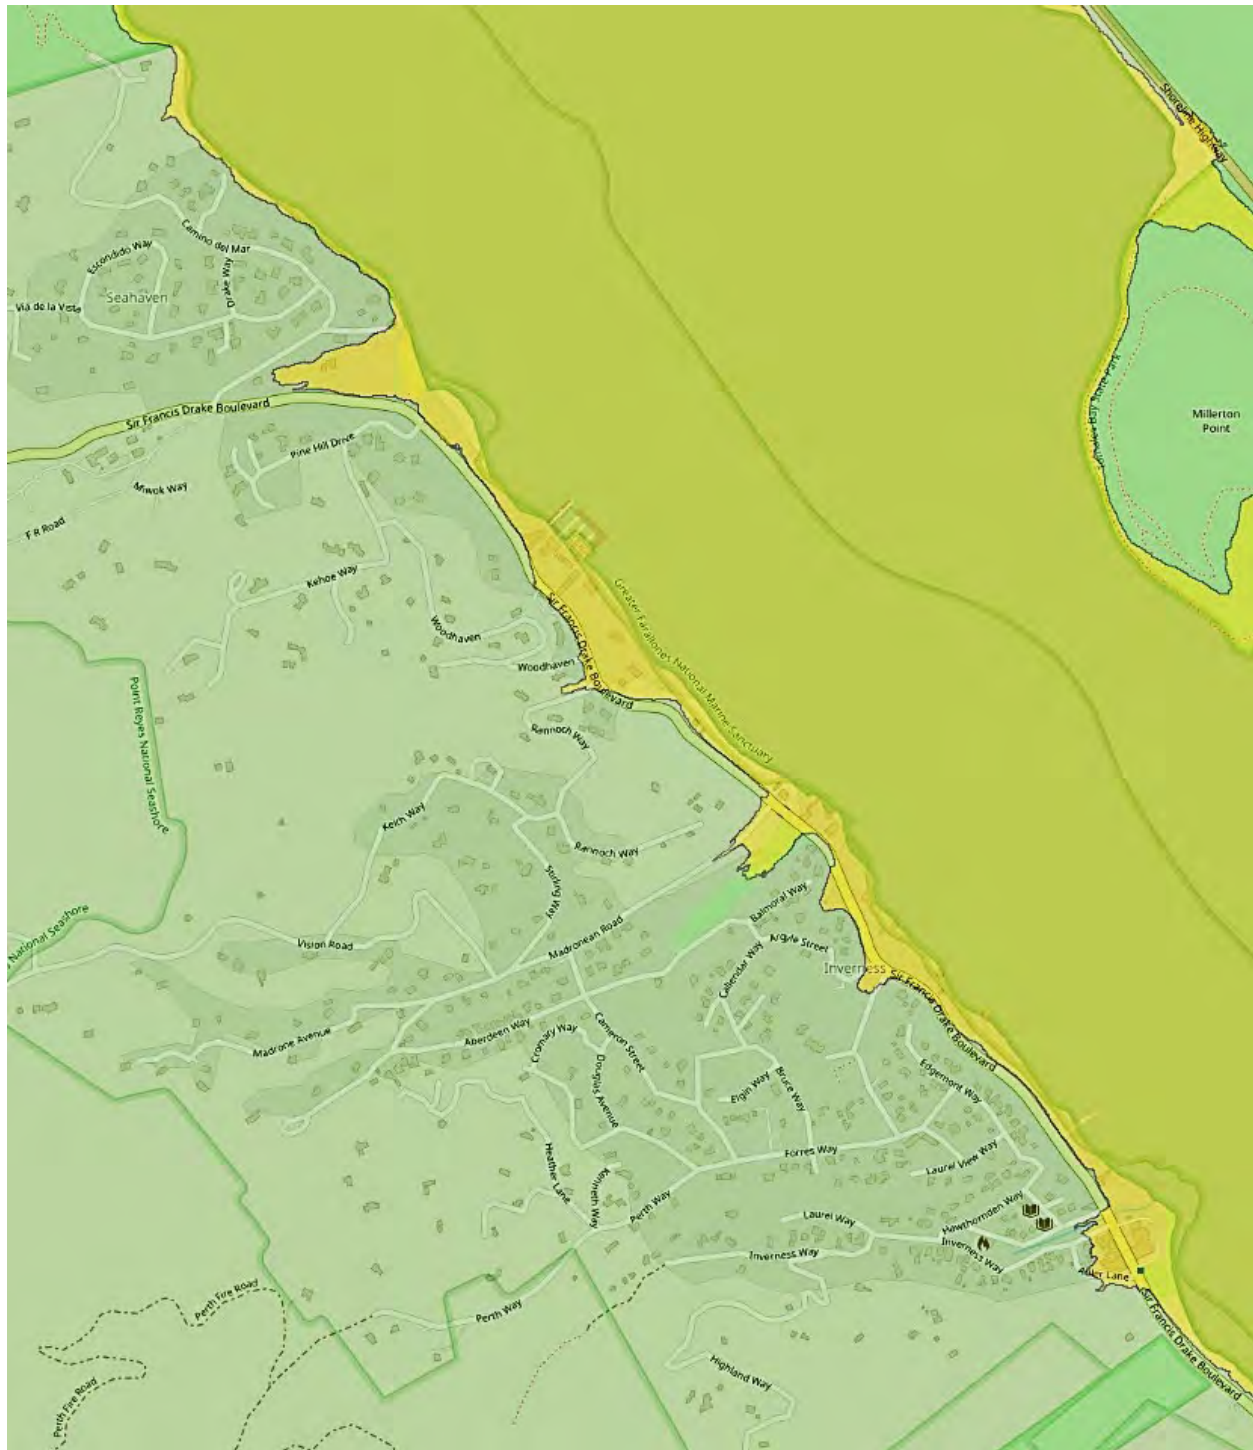 Shoreline Highway
Camino del Mar
Escondido Way
Drake Way
Seahaven
Via de la Vista
Sir Francis Drake Boulevard
Millerton
Point
Pine Hill Drive
Miwok Way
F R Road
Kehoe Way
Sir Francis Drake Boulevard
Greater Farallones National Marine Sanctuary
Woodhaven
Woodhaven
Point Reyes National Seashore
Rannoch Way
Keith Way
Rannoch Way
Stirling Way
Balmoral Way
National Seashore
Vision Road
Madronean Road
Argyle Street
Callendar Way
Inverness
Sir Francis Drake Boulevard
Madrone Avenue
Aberdeen Way
Cromary Way
Cameron Street
Douglas Avenue
Elgin Way
Bruce Way
Edgemont Way
Forres Way
Laurel View Way
Heather Lane
Kenneth Way
Perth Way
Laurel Way
Hawthornden Way
Inverness Way
Inverness Way
Perth Fire Road
Perth Way
Sir Francis Drake Boulevard
Highland Way
Perth Fire Road